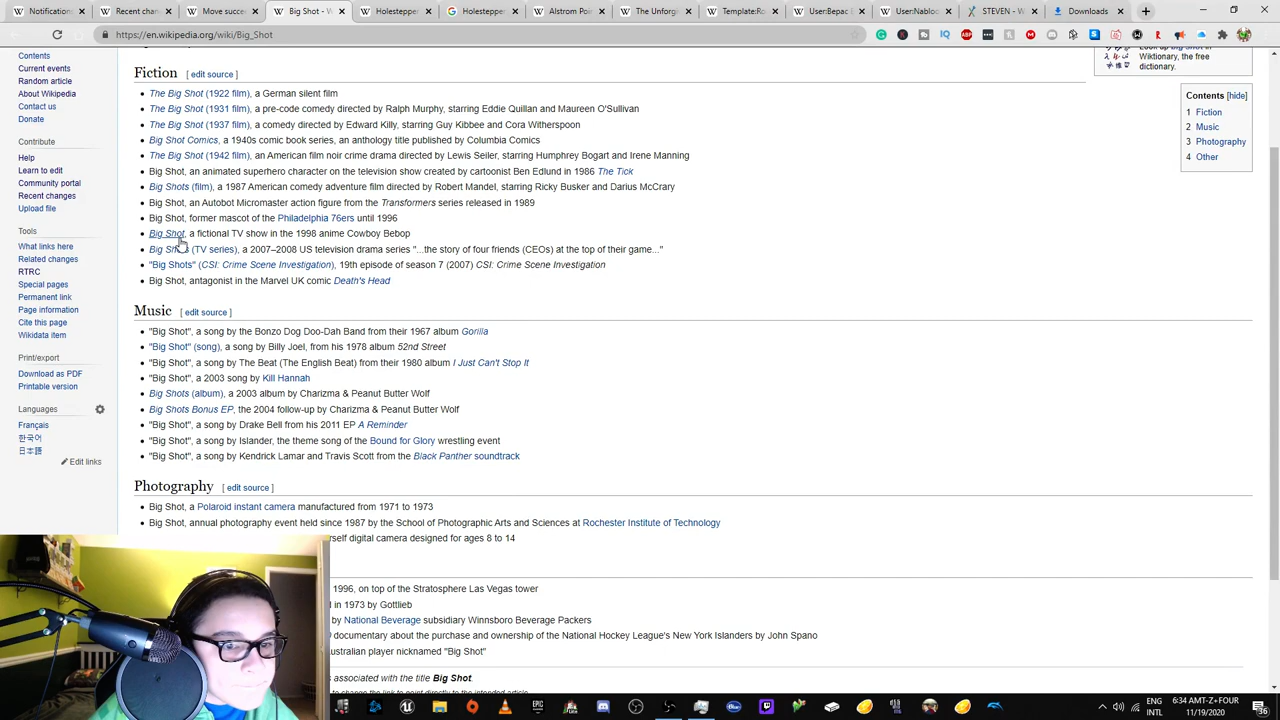 Notification
Recent chan
Move succes
Big Shot - W
Holestepper
Holestepper
Alstrom Poin
The Unforgi
Template:Ro
User:Bepac B
User:Nabloo
STEVEN - W
Downloads
https://en.wikipedia.org/wiki/Big_Shot
Contents
Current events
Random article
About Wikipedia
Contact us
Donate
Contribute
Help
Learn to edit
Community portal
Recent changes
Upload file
Tools
What links here
Related changes
RTRC
Special pages
Permanent link
Page information
Cite this page
Wikidata item
Print/export
Download as PDF
Printable version
Languages
Français
한국어
日本語
Edit links
Wiktionary, the free
dictionary.
Contents [hide]
1 Fiction
2 Music
3 Photography
4 Other
Fiction [ edit source ]
The Big Shot (1922 film), a German silent film
The Big Shot (1931 film), a pre-code comedy directed by Ralph Murphy, starring Eddie Quillan and Maureen O'Sullivan
The Big Shot (1937 film), a comedy directed by Edward Killy, starring Guy Kibbee and Cora Witherspoon
Big Shot Comics, a 1940s comic book series, an anthology title published by Columbia Comics
The Big Shot (1942 film), an American film noir crime drama directed by Lewis Seiler, starring Humphrey Bogart and Irene Manning
Big Shot, an animated superhero character on the television show created by cartoonist Ben Edlund in 1986 The Tick
Big Shots (film), a 1987 American comedy adventure film directed by Robert Mandel, starring Ricky Busker and Darius McCrary
Big Shot, an Autobot Micromaster action figure from the Transformers series released in 1989
Big Shot, former mascot of the Philadelphia 76ers until 1996
Big Shot, a fictional TV show in the 1998 anime Cowboy Bebop
Big Shots (TV series), a 2007–2008 US television drama series "...the story of four friends (CEOs) at the top of their game..."
"Big Shots" (CSI: Crime Scene Investigation), 19th episode of season 7 (2007) CSI: Crime Scene Investigation
Big Shot, antagonist in the Marvel UK comic Death's Head
Music [ edit source ]
"Big Shot", a song by the Bonzo Dog Doo-Dah Band from their 1967 album Gorilla
"Big Shot" (song), a song by Billy Joel, from his 1978 album 52nd Street
"Big Shot", a song by The Beat (The English Beat) from their 1980 album I Just Can't Stop It
"Big Shot", a 2003 song by Kill Hannah
Big Shots (album), a 2003 album by Charizma & Peanut Butter Wolf
Big Shots Bonus EP, the 2004 follow-up by Charizma & Peanut Butter Wolf
"Big Shot", a song by Drake Bell from his 2011 EP A Reminder
"Big Shot", a song by Islander, the theme song of the Bound for Glory wrestling event
"Big Shot", a song by Kendrick Lamar and Travis Scott from the Black Panther soundtrack
Photography [ edit source ]
Big Shot, a Polaroid instant camera manufactured from 1971 to 1973
Big Shot, annual photography event held since 1987 by the School of Photographic Arts and Sciences at Rochester Institute of Technology
rself digital camera designed for ages 8 to 14
1996, on top of the Stratosphere Las Vegas tower
d in 1973 by Gottlieb
by National Beverage subsidiary Winnsboro Beverage Packers
documentary about the purchase and ownership of the National Hockey League's New York Islanders by John Spano
ustralian player nicknamed "Big Shot"
s associated with the title Big Shot.
ENG
INTL
6:34 AMT-Z+FOUR
11/19/2020
36